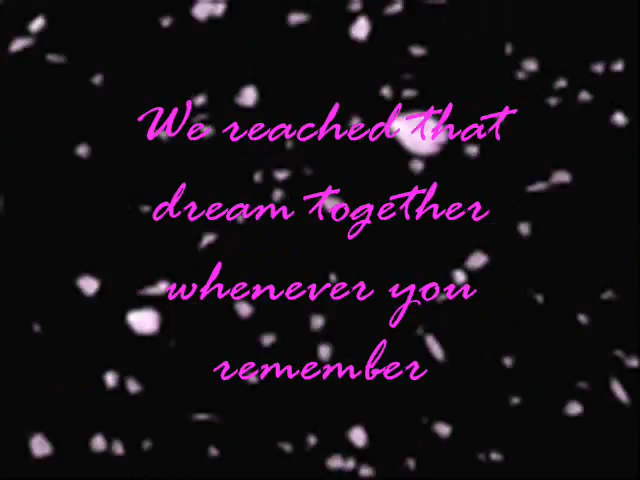 We reached that
dream together
whenever you
remember